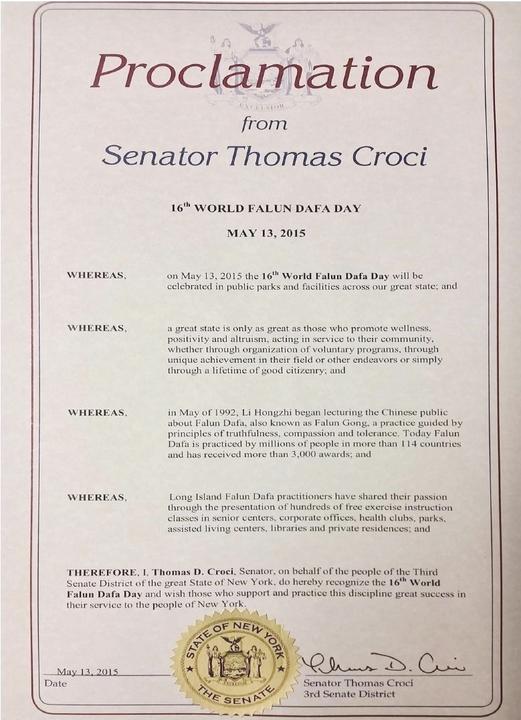 EXCELSIOR
Proclamation
from
Senator Thomas Croci
16th WORLD FALUN DAFA DAY
MAY 13, 2015
WHEREAS, on May 13, 2015 the 16th World Falun Dafa Day will be
celebrated in public parks and facilities across our great state; and
WHEREAS, a great state is only as great as those who promote wellness,
positivity and altruism, acting in service to their community,
whether through organization of voluntary programs, through
unique achievement in their field or other endeavors or simply
through a lifetime of good citizenry; and
WHEREAS, in May of 1992, Li Hongzhi began lecturing the Chinese public
about Falun Dafa, also known as Falun Gong, a practice guided by
principles of truthfulness, compassion and tolerance. Today Falun
Dafa is practiced by millions of people in more than 114 countries
and has received more than 3,000 awards; and
WHEREAS, Long Island Falun Dafa practitioners have shared their passion
through the presentation of hundreds of free exercise instruction
classes in senior centers, corporate offices, health clubs, parks,
assisted living centers, libraries and private residences; and
THEREFORE, I, Thomas D. Croci, Senator, on behalf of the people of the Third
Senate District of the great State of New York, do hereby recognize the 16th World
Falun Dafa Day and wish those who support and practice this discipline great success in
their service to the people of New York.
STATE OF NEW YORK
THE SENATE
May 13, 2015
Date
Thomas D. Croci
Senator Thomas Croci
3rd Senate District